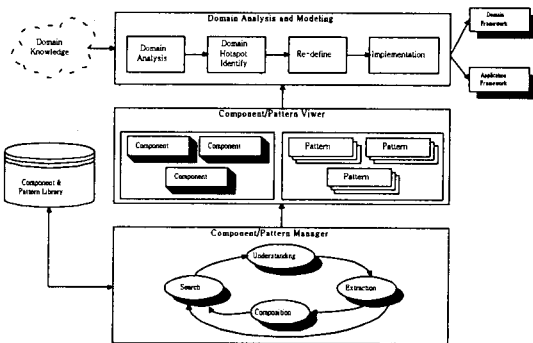 Domain Analysis and Modeling
Domain
Knowledge
Domain
Analysis
Domain
Hotspot
Identify
Re-define
Implementation
Domain
Framework
Application
Framework
Component/Pattern Viwer
Component
Component
Component
Pattern
Pattern
Pattern
Component &
Pattern Library
Component/Pattern Manager
Understanding
Search
Extraction
Composition